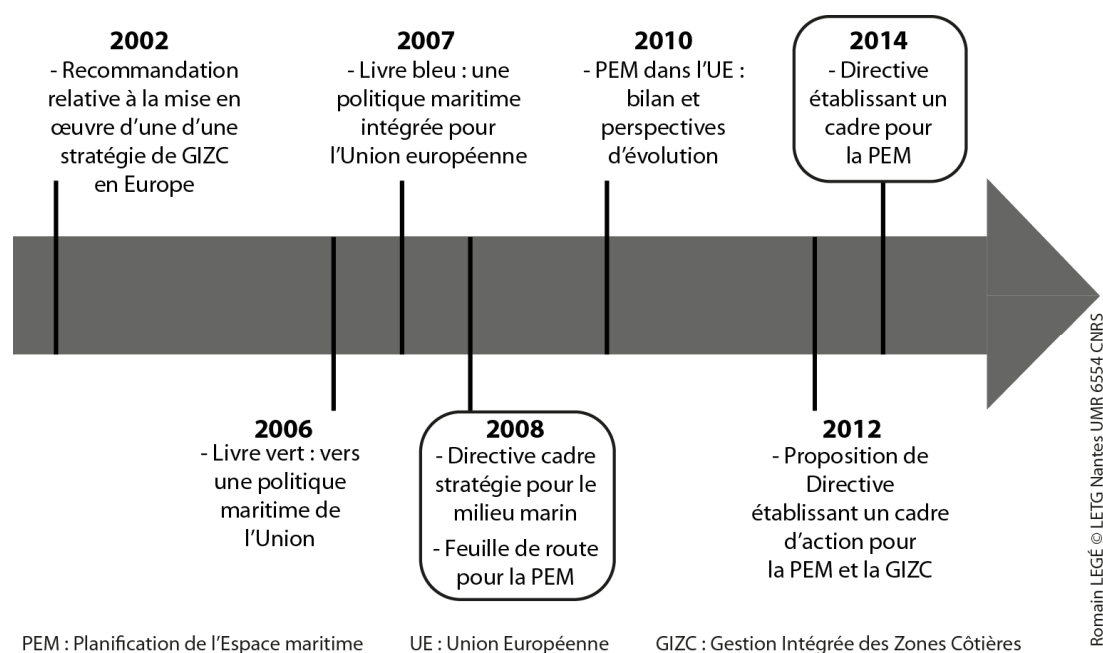 2002
- Recommandation
relative à la mise en
œuvre d’une d’une
stratégie de GIZC
en Europe
2007
- Livre bleu : une
politique maritime
intégrée pour
l’Union européenne
2010
- PEM dans l’UE :
bilan et
perspectives
d’évolution
2014
- Directive
établissant un
cadre pour
la PEM
2006
- Livre vert : vers
une politique
maritime de
l’Union
2008
- Directive cadre
stratégie pour le
milieu marin
- Feuille de route
pour la PEM
2012
- Proposition de
Directive
établissant un cadre
d’action pour
la PEM et la GIZC
PEM : Planification de l’Espace maritime UE : Union Européenne GIZC : Gestion Intégrée des Zones Côtières
Romain LEGÉ © LETG Nantes UMR 6554 CNRS